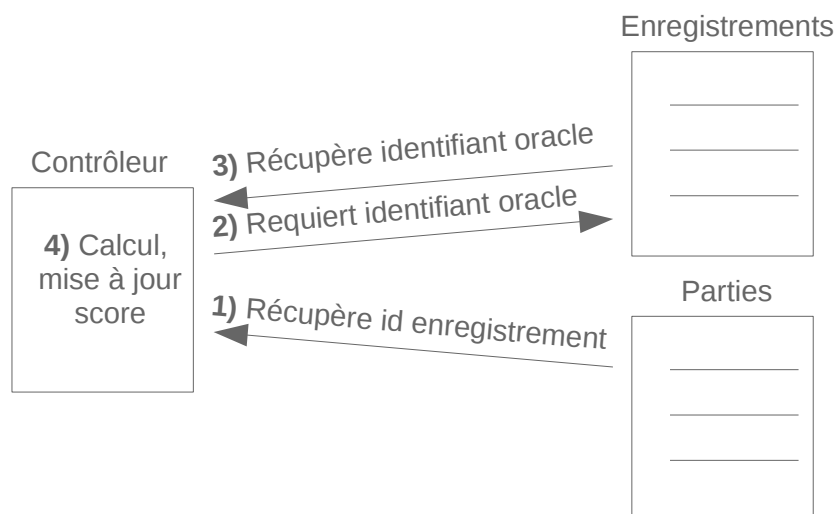 Enregistrements
Contrôleur
3) Récupère identifiant oracle
2) Requiert identifiant oracle
4) Calcul,
mise à jour
score
Parties
1) Récupère id enregistrement